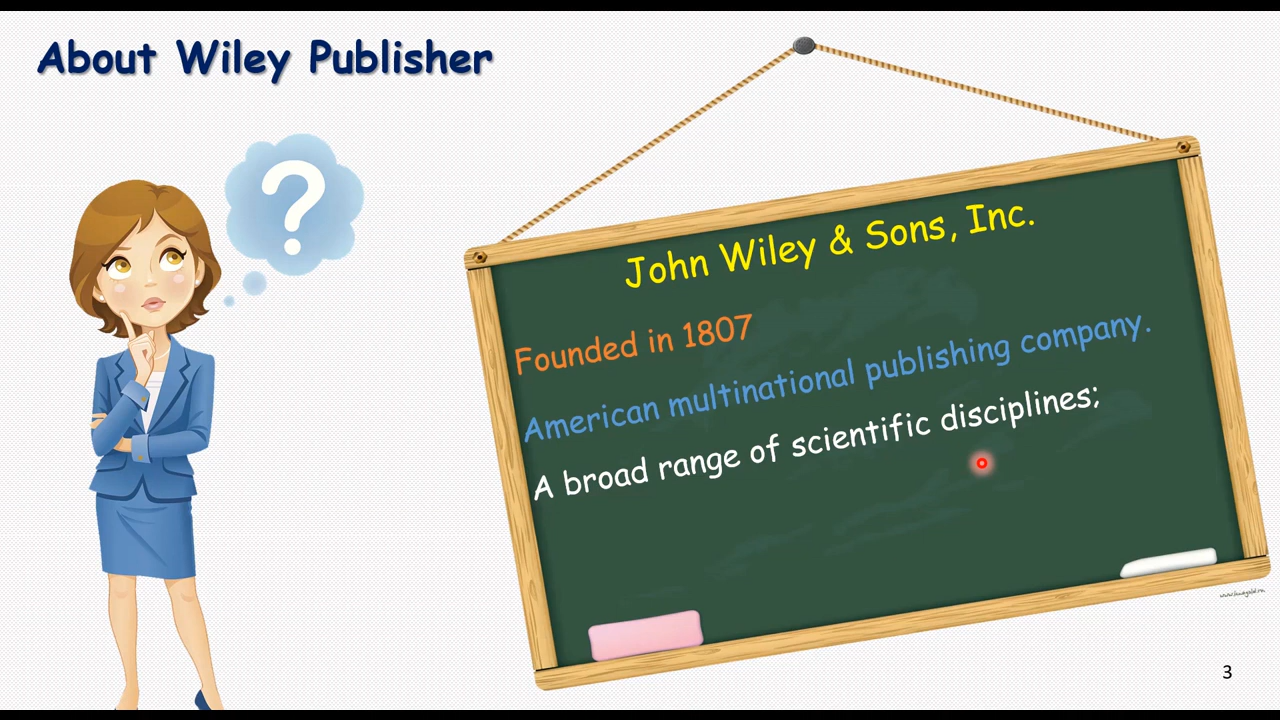 About Wiley Publisher
?
John Wiley & Sons, Inc.
Founded in 1807
American multinational publishing company.
A broad range of scientific disciplines;
3